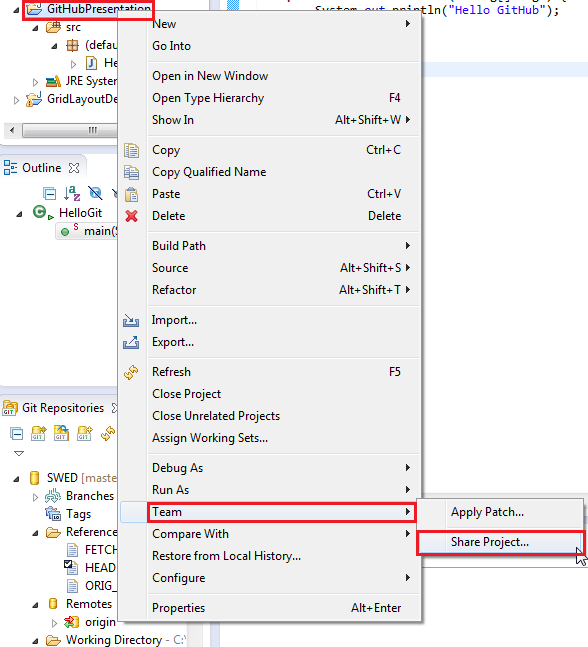 GitHubPresentation
System.out.println("Hello GitHub");
src
(defau
He
JRE System
GridLayoutDe
Outline
HelloGit
main(S
Git Repositories
SWED [maste
Branches
Tags
Reference
FETCH
HEAD
ORIG_
Remotes
origin
Working Directory - C:\
New
Go Into
Open in New Window
Open Type Hierarchy F4
Show In Alt+Shift+W
Copy Ctrl+C
Copy Qualified Name
Paste Ctrl+V
Delete Delete
Build Path
Source Alt+Shift+S
Refactor Alt+Shift+T
Import...
Export...
Refresh F5
Close Project
Close Unrelated Projects
Assign Working Sets...
Debug As
Run As
Team
Compare With
Restore from Local History...
Configure
Properties Alt+Enter
Apply Patch...
Share Project...